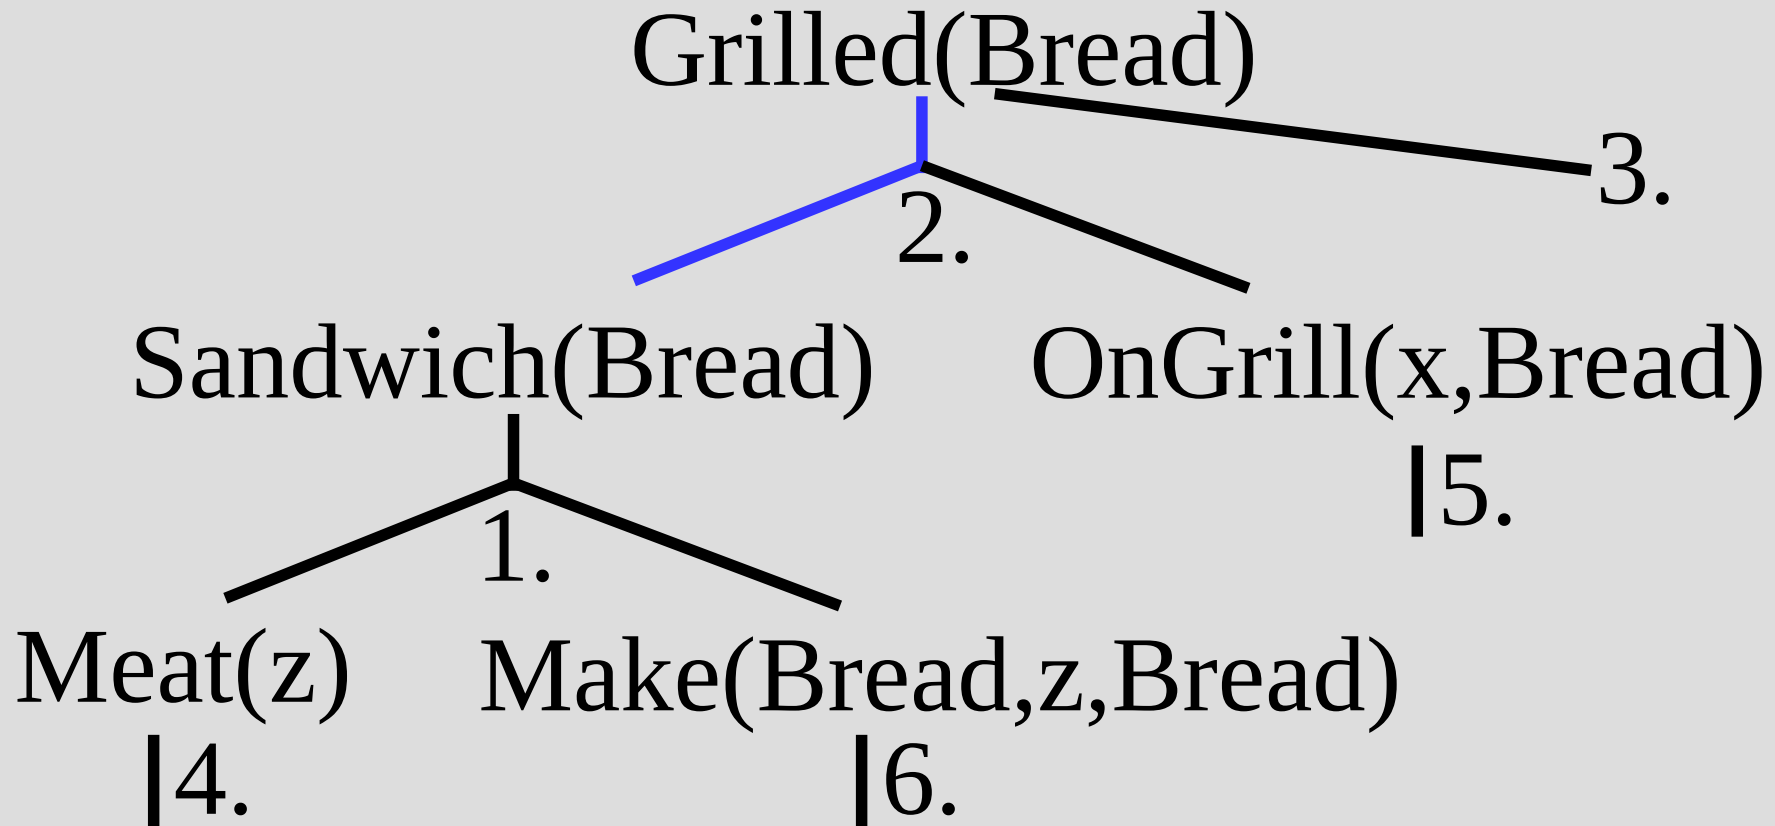 Grilled(Bread)
3.
2.
Sandwich(Bread)
OnGrill(x,Bread)
5.
1.
Meat(z)
Make(Bread,z,Bread)
4.
6.